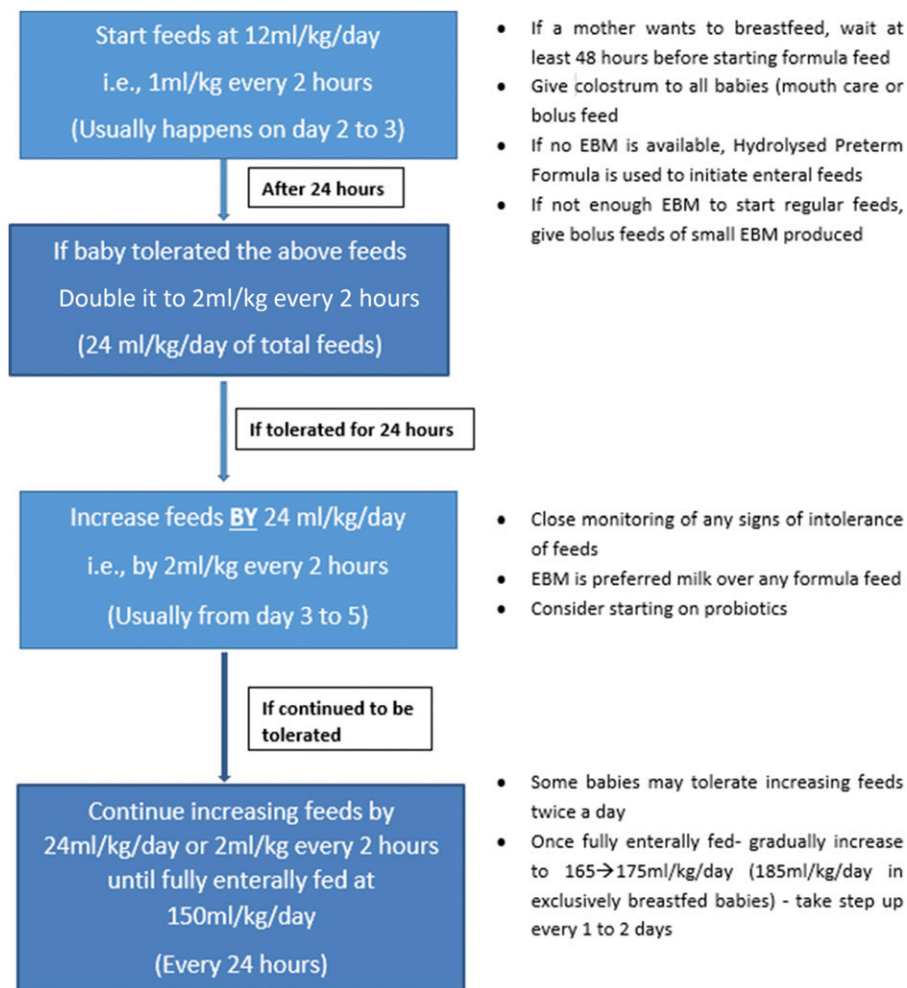 Start feeds at 12ml/kg/day
i.e., 1ml/kg every 2 hours
(Usually happens on day 2 to 3)
• If a mother wants to breastfeed, wait at
least 48 hours before starting formula feed
• Give colostrum to all babies (mouth care or
bolus feed
• If no EBM is available, Hydrolysed Preterm
Formula is used to initiate enteral feeds
• If not enough EBM to start regular feeds,
give bolus feeds of small EBM produced
After 24 hours
If baby tolerated the above feeds
Double it to 2ml/kg every 2 hours
(24 ml/kg/day of total feeds)
If tolerated for 24 hours
Increase feeds BY 24 ml/kg/day
i.e., by 2ml/kg every 2 hours
(Usually from day 3 to 5)
• Close monitoring of any signs of intolerance
of feeds
• EBM is preferred milk over any formula feed
• Consider starting on probiotics
If continued to be
tolerated
Continue increasing feeds by
24ml/kg/day or 2ml/kg every 2 hours
until fully enterally fed at
150ml/kg/day
(Every 24 hours)
• Some babies may tolerate increasing feeds
twice a day
• Once fully enterally fed- gradually increase
to 165→175ml/kg/day (185ml/kg/day in
exclusively breastfed babies) - take step up
every 1 to 2 days